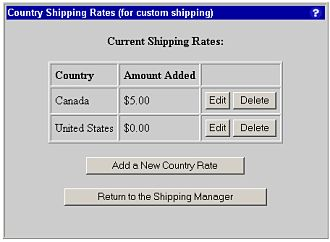 Country Shipping Rates (for custom shipping) ?
Current Shipping Rates:
Country Amount Added
Canada $5.00 Edit Delete
United States $0.00 Edit Delete
Add a New Country Rate
Return to the Shipping Manager